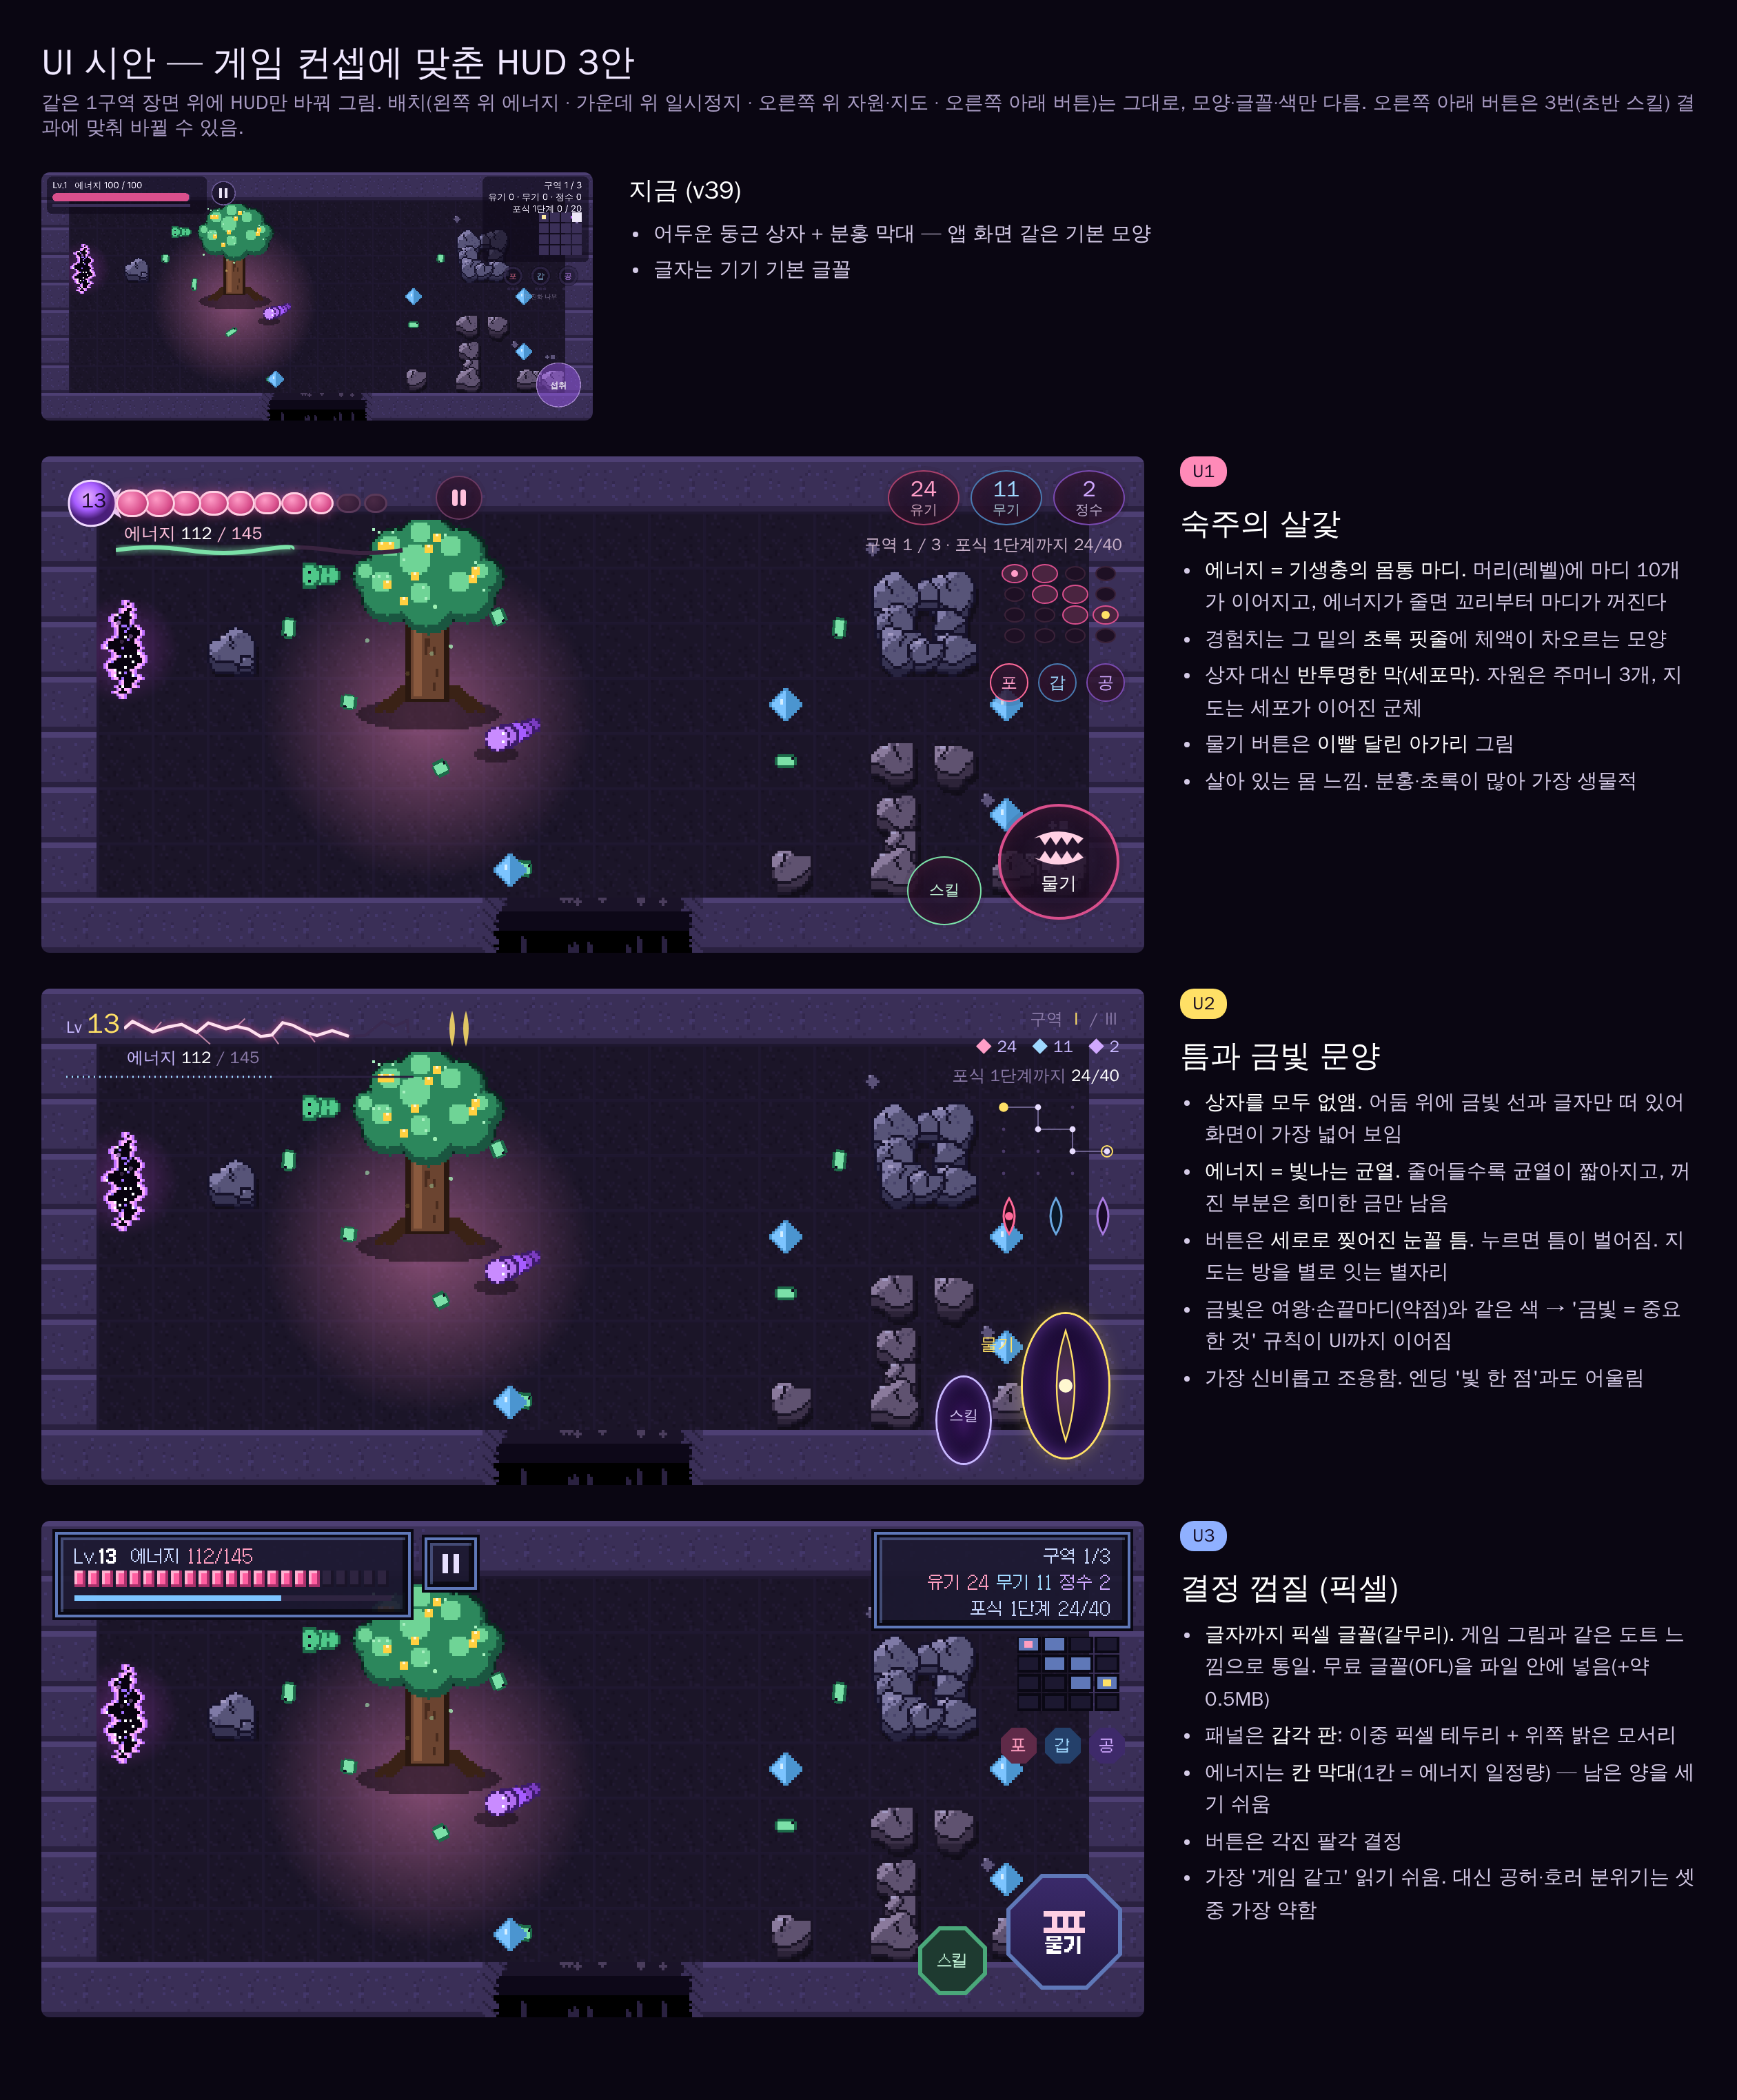 UI 시안 — 게임 컨셉에 맞춘 HUD 3안
같은 1구역 장면 위에 HUD만 바꿔 그림. 배치(왼쪽 위 에너지 · 가운데 위 일시정지 · 오른쪽 위 자원·지도 · 오른쪽 아래 버튼)는 그대로, 모양·글꼴·색만 다름. 오른쪽 아래 버튼은 3번(초반 스킬) 결
과에 맞춰 바뀔 수 있음.
Lv.1 에너지 100 / 100
구역 1 / 3
유기 0 · 무기 0 · 정수 0
포식 1단계 0 / 20
포 갑 공
섭취
지금 (v39)
• 어두운 둥근 상자 + 분홍 막대 — 앱 화면 같은 기본 모양
• 글자는 기기 기본 글꼴
13
에너지 112 / 145
24 11 2
유기 무기 정수
구역 1 / 3 · 포식 1단계까지 24/40
포 갑 공
물기
스킬
U1
숙주의 살갗
• 에너지 = 기생충의 몸통 마디. 머리(레벨)에 마디 10개
가 이어지고, 에너지가 줄면 꼬리부터 마디가 꺼진다
• 경험치는 그 밑의 초록 핏줄에 체액이 차오르는 모양
• 상자 대신 반투명한 막(세포막). 자원은 주머니 3개, 지
도는 세포가 이어진 군체
• 물기 버튼은 이빨 달린 아가리 그림
• 살아 있는 몸 느낌. 분홍·초록이 많아 가장 생물적
Lv 13
에너지 112 / 145
구역 I / III
24 11 2
포식 1단계까지 24/40
물기
스킬
U2
틈과 금빛 문양
• 상자를 모두 없앰. 어둠 위에 금빛 선과 글자만 떠 있어
화면이 가장 넓어 보임
• 에너지 = 빛나는 균열. 줄어들수록 균열이 짧아지고, 꺼
진 부분은 희미한 금만 남음
• 버튼은 세로로 찢어진 눈꼴 틈. 누르면 틈이 벌어짐. 지
도는 방을 별로 잇는 별자리
• 금빛은 여왕·손끝마디(약점)와 같은 색 → '금빛 = 중요
한 것' 규칙이 UI까지 이어짐
• 가장 신비롭고 조용함. 엔딩 '빛 한 점'과도 어울림
Lv.13 에너지 112/145
구역 1/3
유기 24 무기 11 정수 2
포식 1단계 24/40
포 갑 공
물기
스킬
U3
결정 껍질 (픽셀)
• 글자까지 픽셀 글꼴(갈무리). 게임 그림과 같은 도트 느
낌으로 통일. 무료 글꼴(OFL)을 파일 안에 넣음(+약
0.5MB)
• 패널은 갑각 판: 이중 픽셀 테두리 + 위쪽 밝은 모서리
• 에너지는 칸 막대(1칸 = 에너지 일정량) — 남은 양을 세
기 쉬움
• 버튼은 각진 팔각 결정
• 가장 '게임 같고' 읽기 쉬움. 대신 공허·호러 분위기는 셋
중 가장 약함